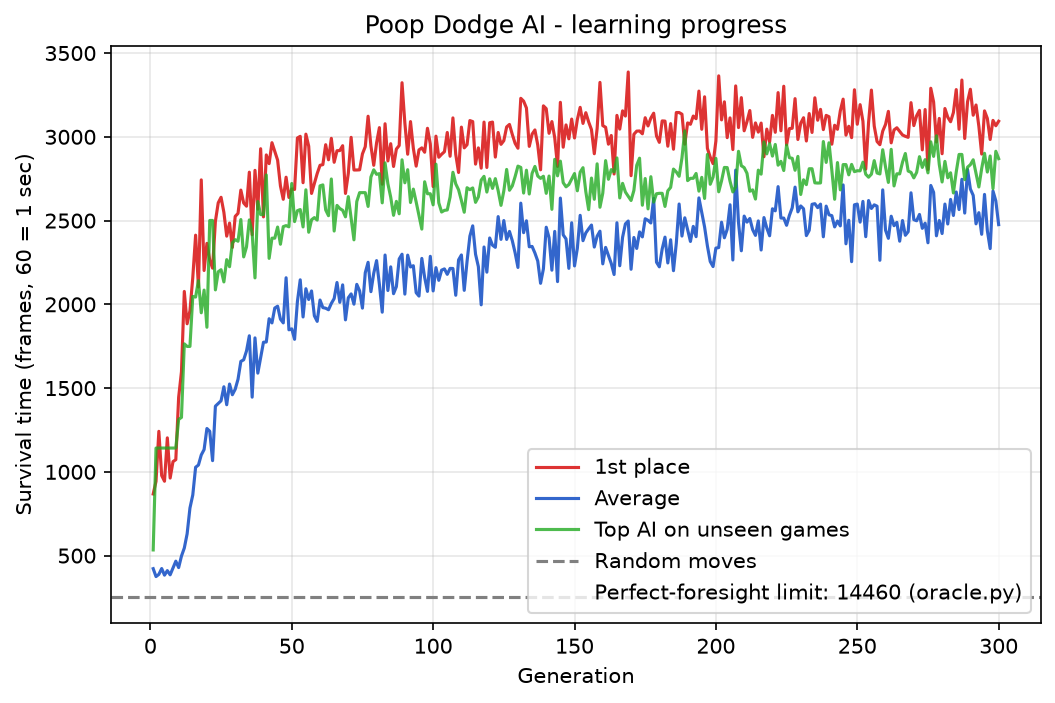 Poop Dodge AI - learning progress
Survival time (frames, 60 = 1 sec)
3500
3000
2500
2000
1500
1000
500
1st place
Average
Top AI on unseen games
Random moves
Perfect-foresight limit: 14460 (oracle.py)
0 50 100 150 200 250 300
Generation